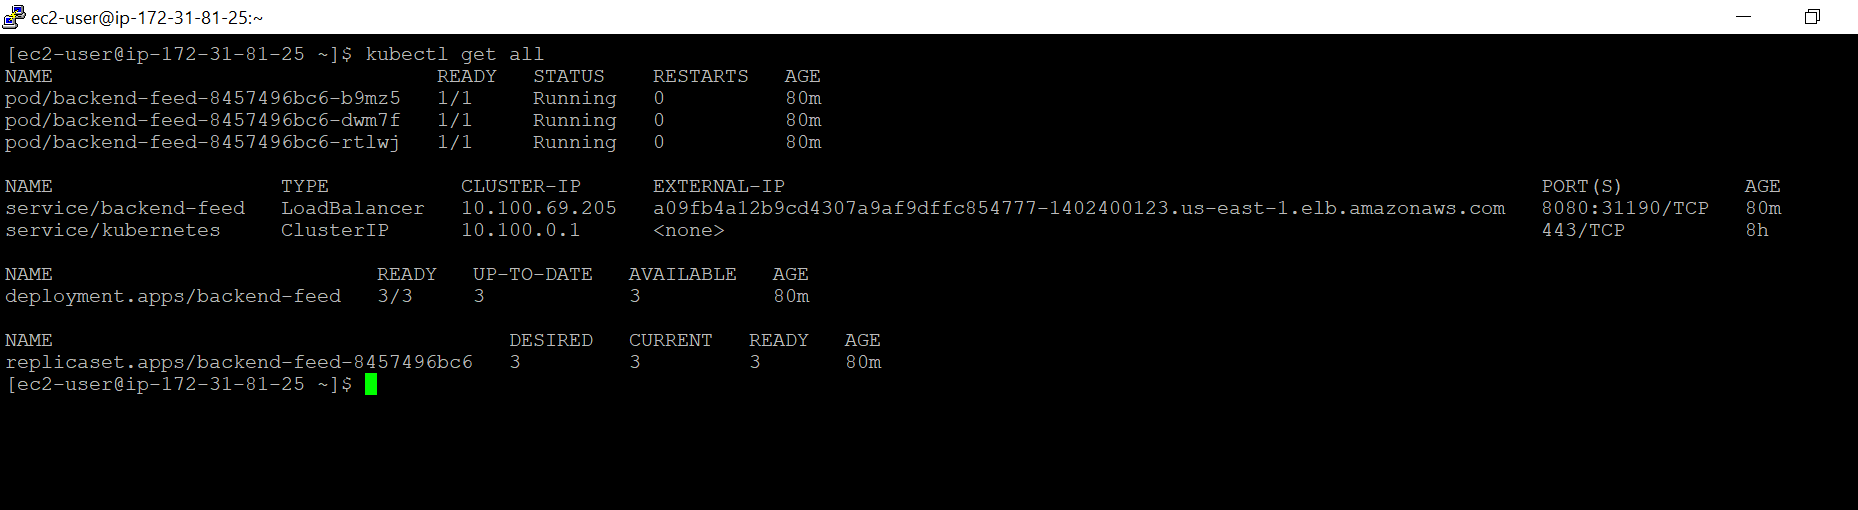 ec2-user@ip-172-31-81-25:~
[ec2-user@ip-172-31-81-25 ~]$ kubectl get all
NAME READY STATUS RESTARTS AGE
pod/backend-feed-8457496bc6-b9mz5 1/1 Running 0 80m
pod/backend-feed-8457496bc6-dwm7f 1/1 Running 0 80m
pod/backend-feed-8457496bc6-rtlwj 1/1 Running 0 80m
NAME TYPE CLUSTER-IP EXTERNAL-IP PORT(S) AGE
service/backend-feed LoadBalancer 10.100.69.205 a09fb4a12b9cd4307a9af9dffc854777-1402400123.us-east-1.elb.amazonaws.com 8080:31190/TCP 80m
service/kubernetes ClusterIP 10.100.0.1 <none> 443/TCP 8h
NAME READY UP-TO-DATE AVAILABLE AGE
deployment.apps/backend-feed 3/3 3 3 80m
NAME DESIRED CURRENT READY AGE
replicaset.apps/backend-feed-8457496bc6 3 3 3 80m
[ec2-user@ip-172-31-81-25 ~]$